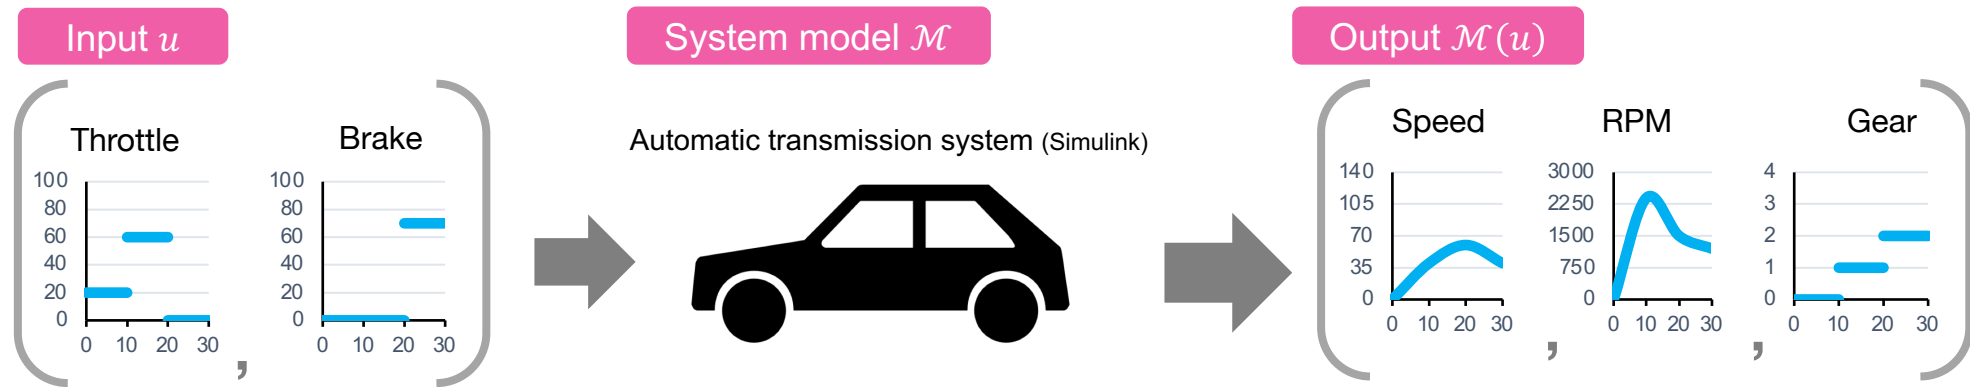 Input 𝑢
System model ℳ
Output ℳ(𝑢)
Throttle
100
80
60
40
20
0
0 10 20 30
,
Brake
100
80
60
40
20
0
0 10 20 30
Automatic transmission system (Simulink)
Speed
140
105
70
35
0
0 10 20 30
,
RPM
3000
2250
1500
750
0
0 10 20 30
,
Gear
4
3
2
1
0
0 10 20 30